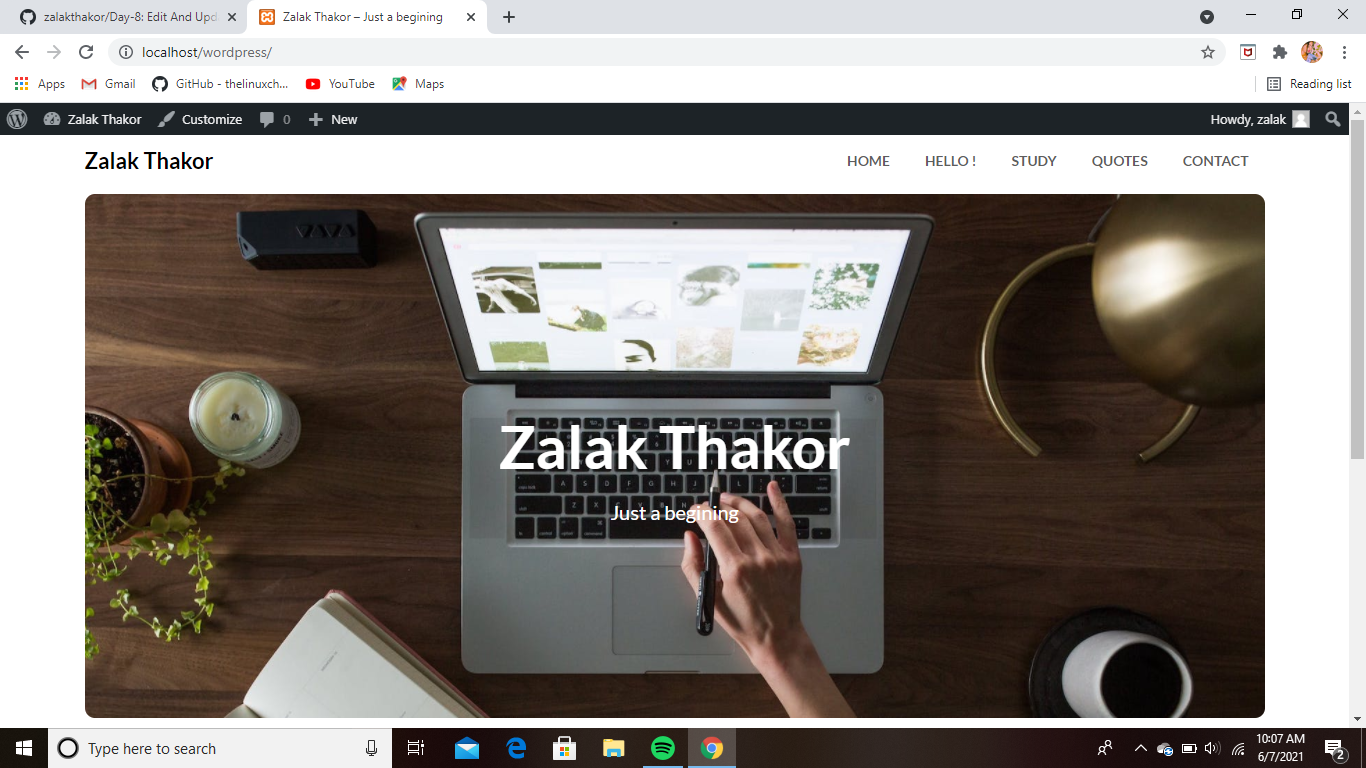 zalakthakor/Day-8: Edit And Upd
Zalak Thakor – Just a begining
localhost/wordpress/
Apps
Gmail
GitHub - thelinuxch...
YouTube
Maps
Reading list
Zalak Thakor
Customize
0
New
Howdy, zalak
Zalak Thakor
HOME
HELLO !
STUDY
QUOTES
CONTACT
Zalak Thakor
Just a begining
Type here to search
10:07 AM
6/7/2021
2